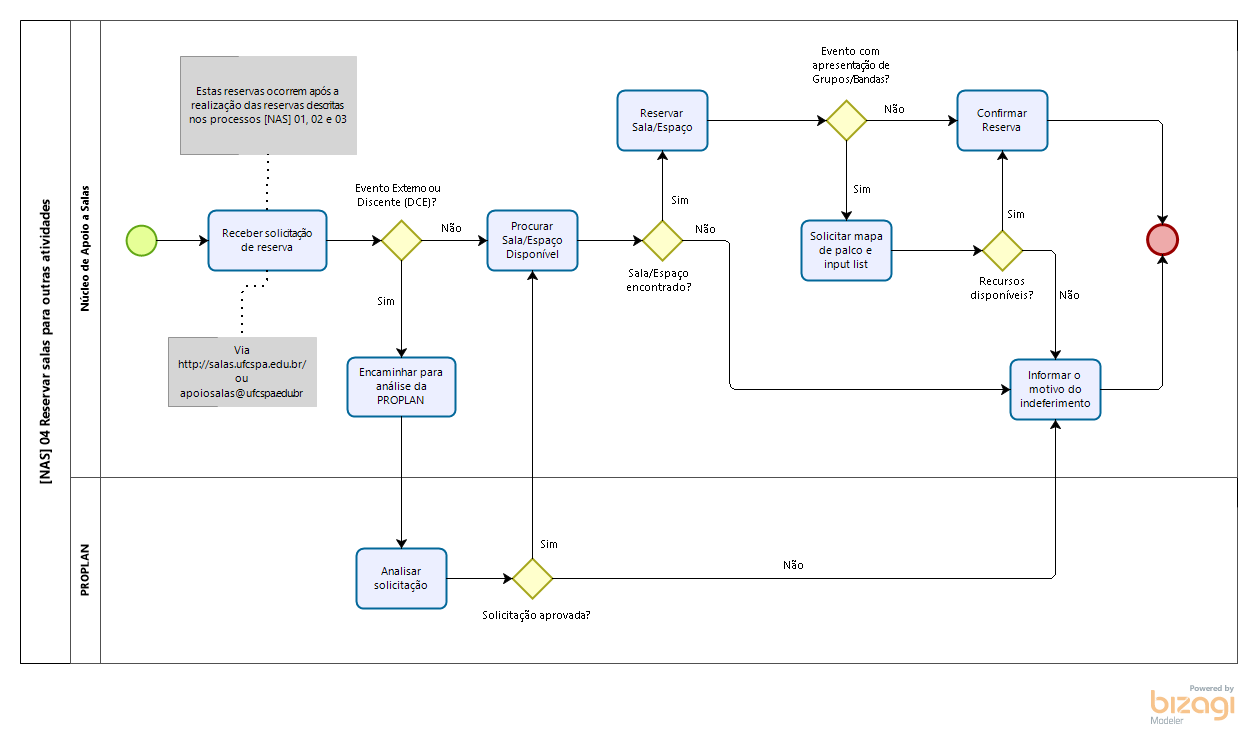 [NAS] 04 Reservar salas para outras atividades
Núcleo de Apoio a Salas
Estas reservas ocorrem após a
realização das reservas descritas
nos processos [NAS] 01, 02 e 03
Receber solicitação
de reserva
Via
http://salas.ufcspa.edu.br/
ou
apoiosalas@ufcspa.edu.br
Evento Externo ou
Discente (DCE)?
Não
Sim
Encaminhar para
análise da
PROPLAN
Procurar
Sala/Espaço
Disponível
Sala/Espaço
encontrado?
Sim
Não
Reservar
Sala/Espaço
Evento com
apresentação de
Grupos/Bandas?
Não
Sim
Solicitar mapa
de palco e
input list
Recursos
disponíveis?
Sim
Não
Confirmar
Reserva
Informar o
motivo do
indeferimento
PROPLAN
Analisar
solicitação
Solicitação aprovada?
Sim
Não
Powered by
bizagi
Modeler